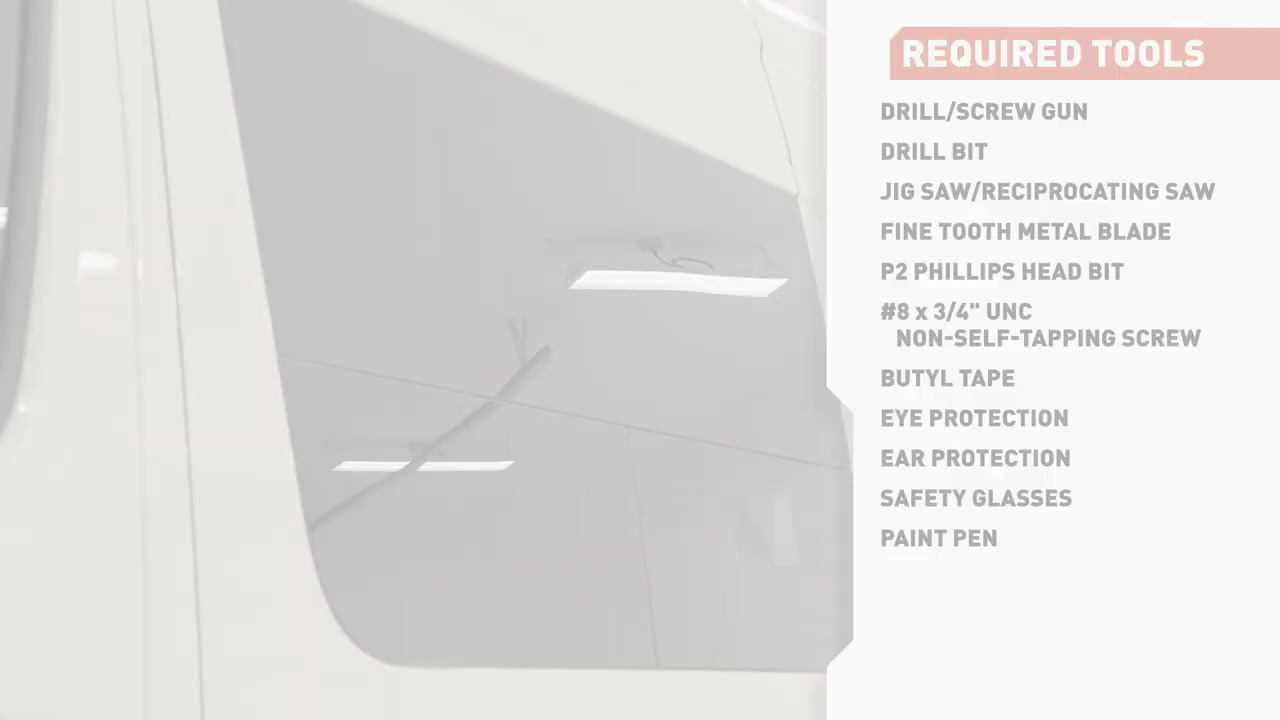 REQUIRED TOOLS
DRILL/SCREW GUN
DRILL BIT
JIG SAW/RECIPROCATING SAW
FINE TOOTH METAL BLADE
P2 PHILLIPS HEAD BIT
#8 x 3/4" UNC
NON-SELF-TAPPING SCREW
BUTYL TAPE
EYE PROTECTION
EAR PROTECTION
SAFETY GLASSES
PAINT PEN